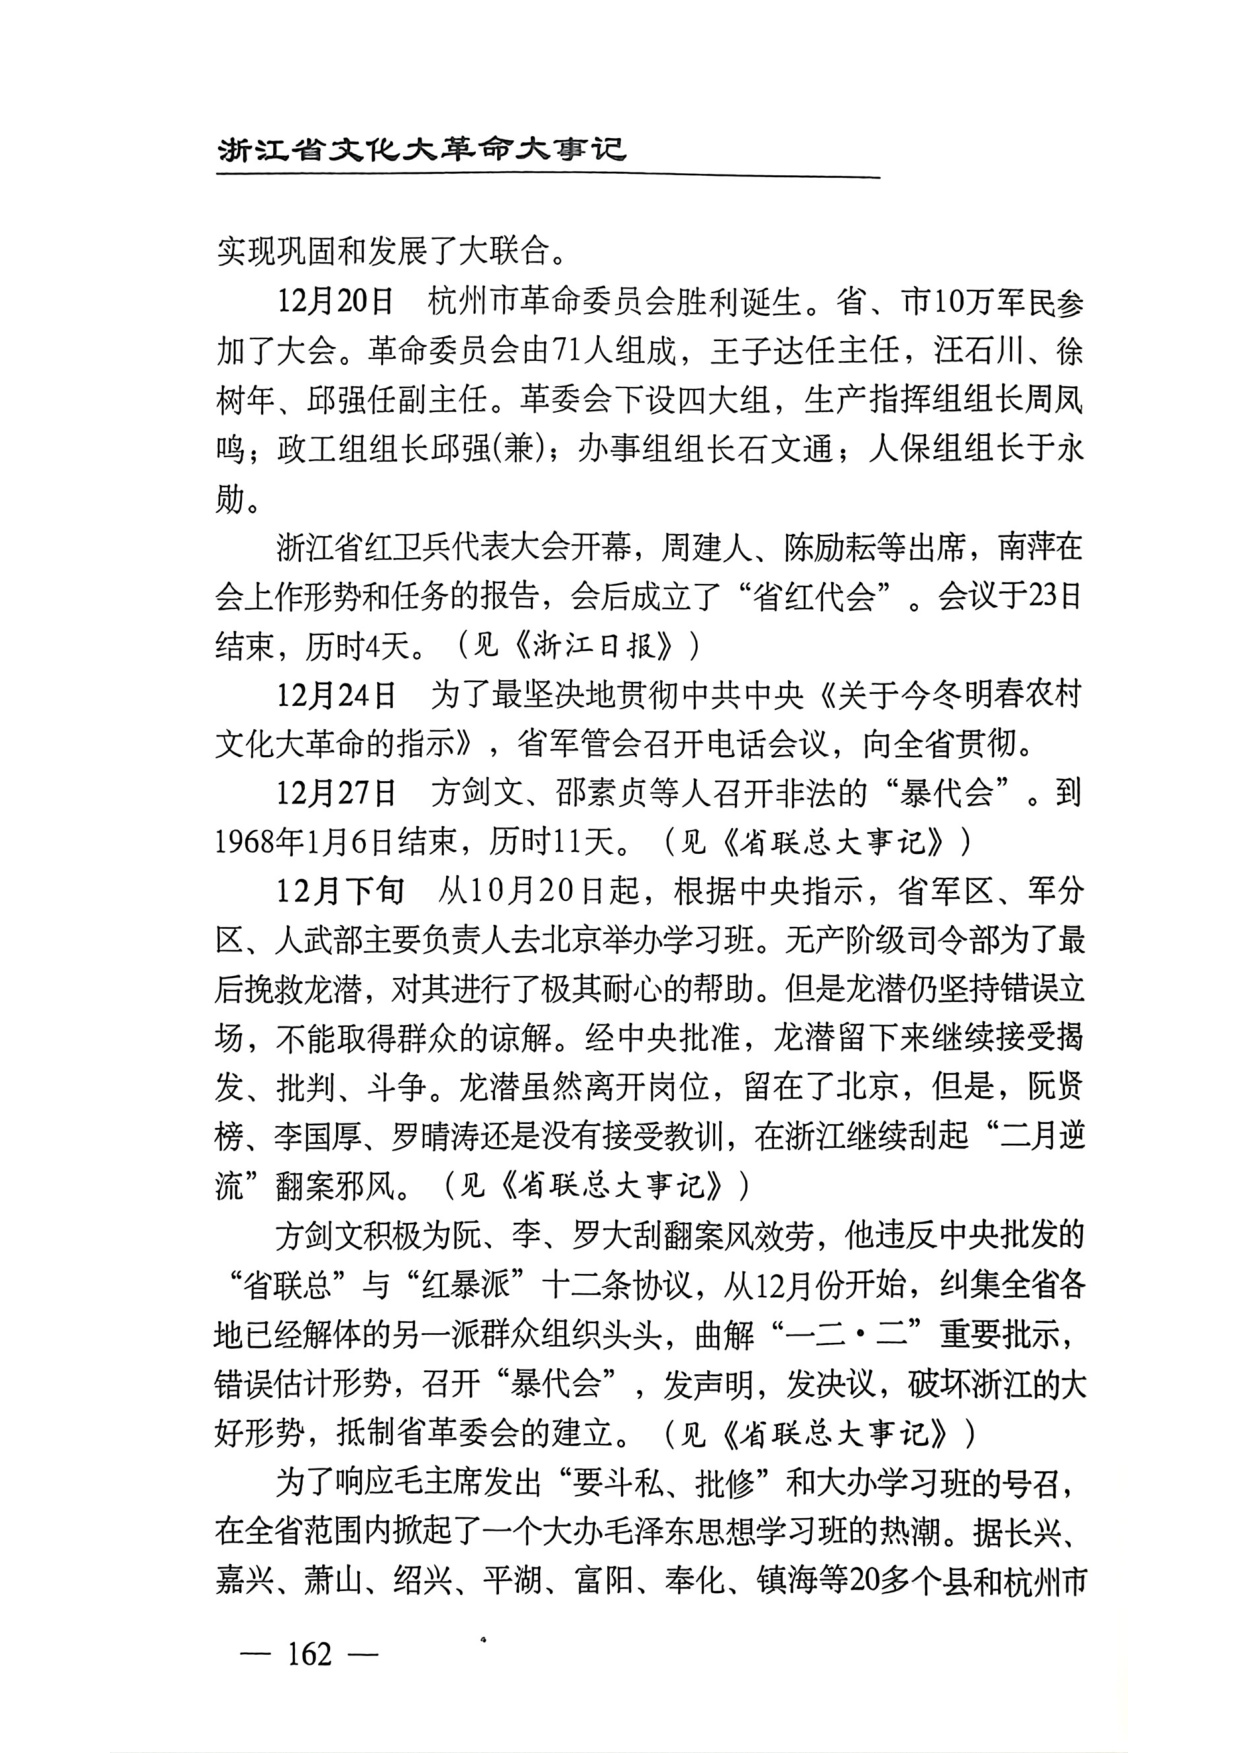 浙江省文化大革命大事记
实现巩固和发展了大联合。
12月20日　杭州市革命委员会胜利诞生。省、市10万军民参
加了大会。革命委员会由71人组成，王子达任主任，汪石川、徐
树年、邱强任副主任。革委会下设四大组，生产指挥组组长周凤
鸣；政工组组长邱强(兼)；办事组组长石文通；人保组组长于永
勋。
浙江省红卫兵代表大会开幕，周建人、陈励耘等出席，南萍在
会上作形势和任务的报告，会后成立了“省红代会”。会议于23日
结束，历时4天。（见《浙江日报》）
12月24日　为了最坚决地贯彻中共中央《关于今冬明春农村
文化大革命的指示》，省军管会召开电话会议，向全省贯彻。
12月27日　方剑文、邵素贞等人召开非法的“暴代会”。到
1968年1月6日结束，历时11天。（见《省联总大事记》）
12月下旬　从10月20日起，根据中央指示，省军区、军分
区、人武部主要负责人去北京举办学习班。无产阶级司令部为了最
后挽救龙潜，对其进行了极其耐心的帮助。但是龙潜仍坚持错误立
场，不能取得群众的谅解。经中央批准，龙潜留下来继续接受揭
发、批判、斗争。龙潜虽然离开岗位，留在了北京，但是，阮贤
榜、李国厚、罗晴涛还是没有接受教训，在浙江继续刮起“二月逆
流”翻案邪风。（见《省联总大事记》）
方剑文积极为阮、李、罗大刮翻案风效劳，他违反中央批发的
“省联总”与“红暴派”十二条协议，从12月份开始，纠集全省各
地已经解体的另一派群众组织头头，曲解“一二·二”重要批示，
错误估计形势，召开“暴代会”，发声明，发决议，破坏浙江的大
好形势，抵制省革委会的建立。（见《省联总大事记》）
为了响应毛主席发出“要斗私、批修”和大办学习班的号召，
在全省范围内掀起了一个大办毛泽东思想学习班的热潮。据长兴、
嘉兴、萧山、绍兴、平湖、富阳、奉化、镇海等20多个县和杭州市
— 162 —